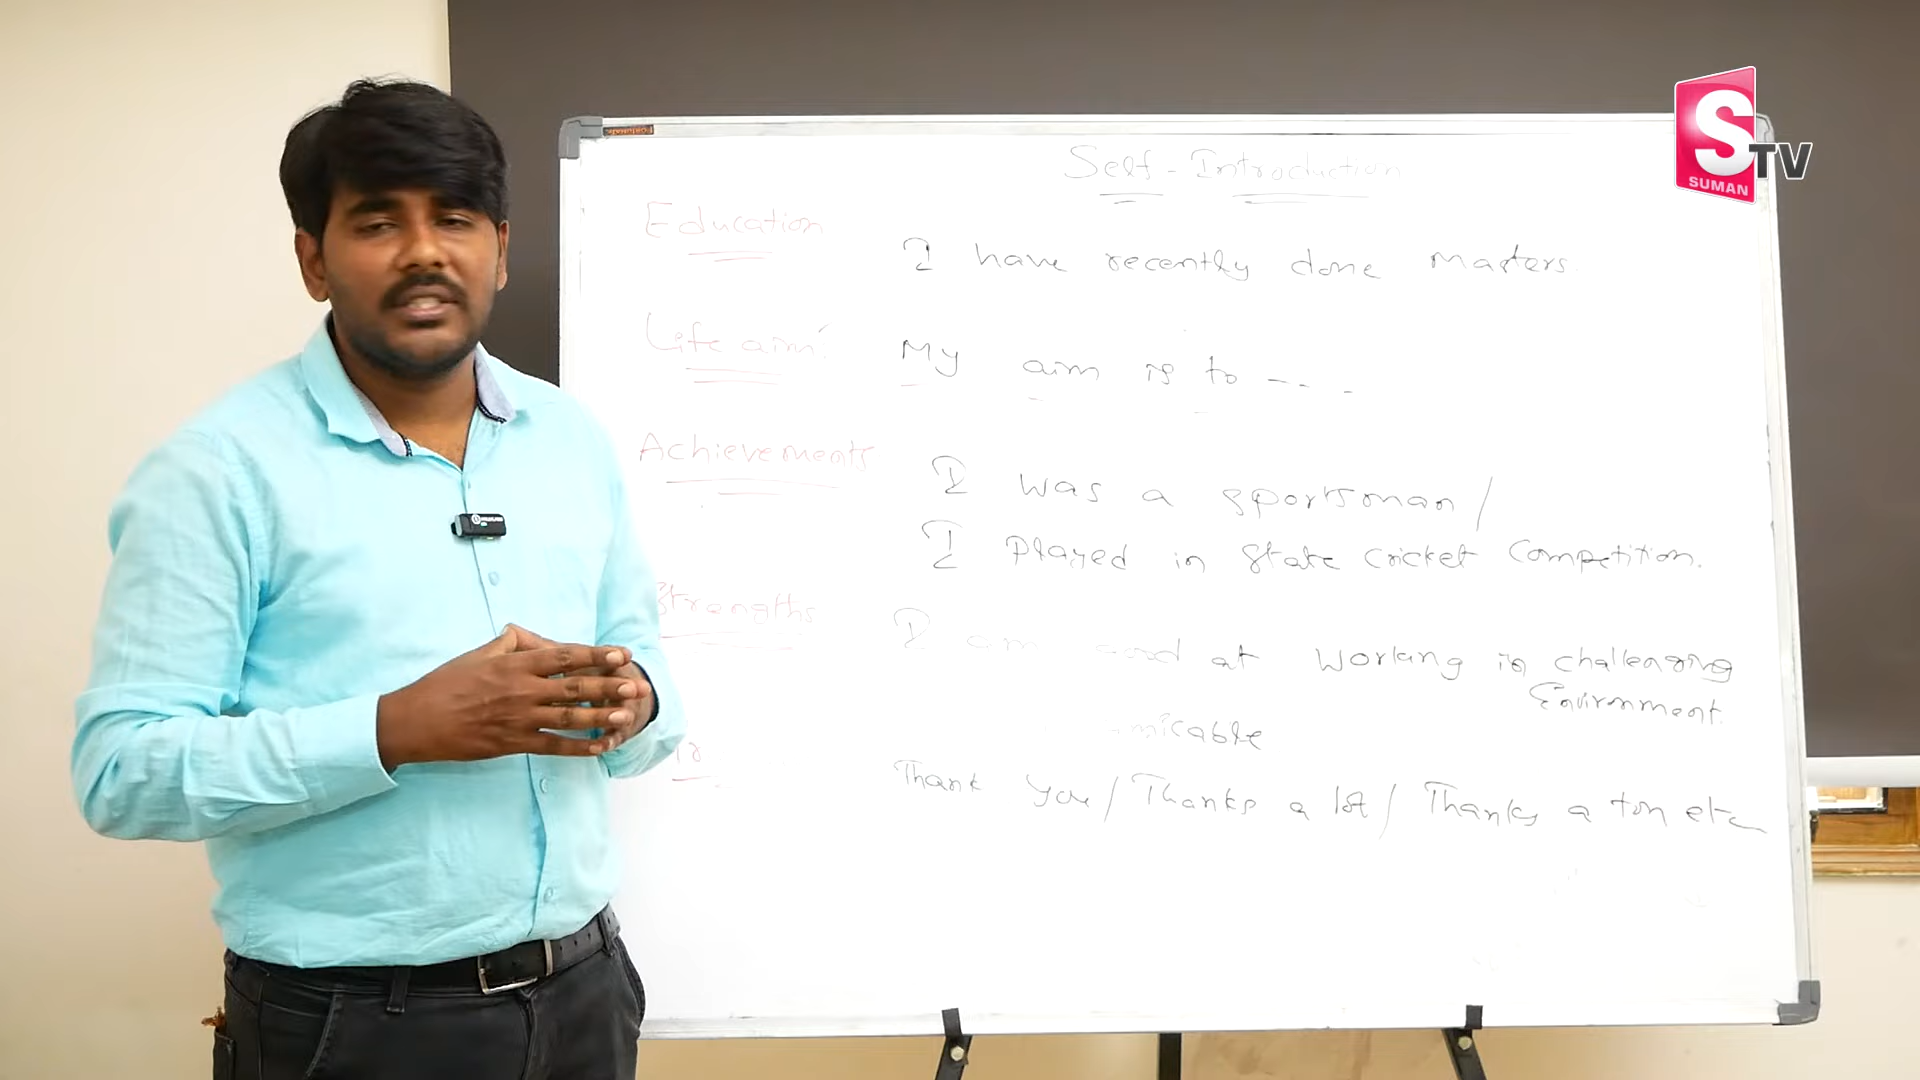 Self-Introduction
Education
I have recently done Masters.
Life aim:
My aim is to ----
Achievements
I was a sportsman/
I played in state cricket Competition.
Strengths
I am good at working in challenging
Environment.
Thank you/Thanks a lot/Thanks a ton etc
S TV
SUMAN